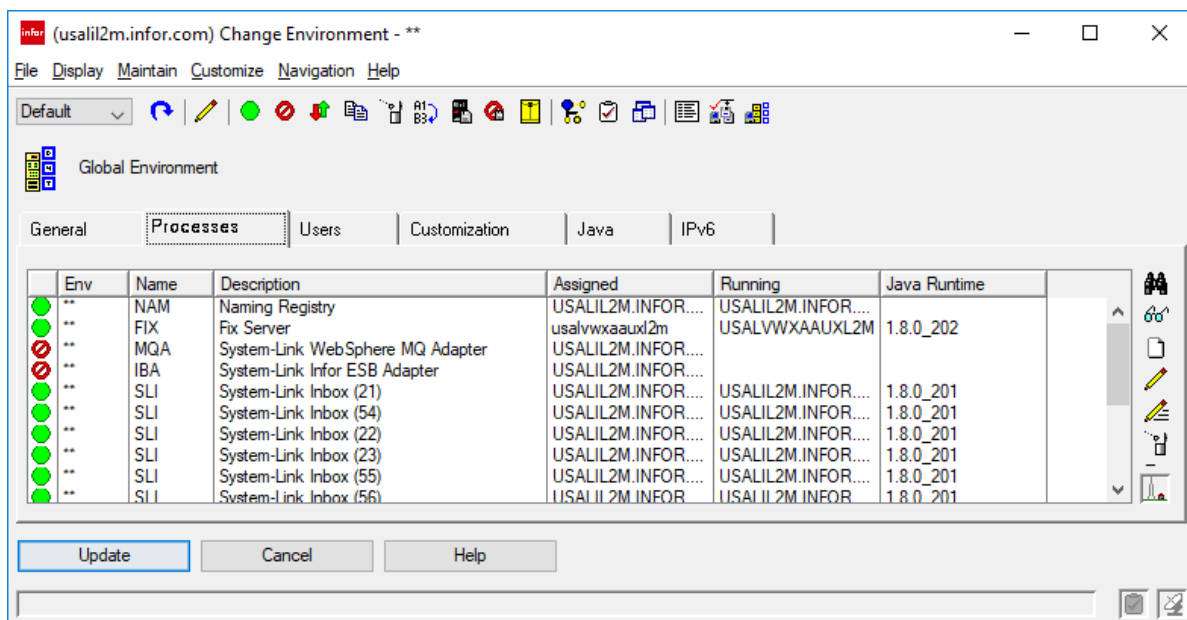 infor (usalil2m.infor.com) Change Environment - **
File Display Maintain Customize Navigation Help
Default
Global Environment
General Processes Users Customization Java IPv6
Env Name Description Assigned Running Java Runtime
** NAM Naming Registry USALIL2M.INFOR.... USALIL2M.INFOR....
** FIX Fix Server usalvwxaauxl2m USALVWXAAUXL2M 1.8.0_202
** MQA System-Link WebSphere MQ Adapter USALIL2M.INFOR....
** IBA System-Link Infor ESB Adapter USALIL2M.INFOR....
** SLI System-Link Inbox (21) USALIL2M.INFOR.... USALIL2M.INFOR.... 1.8.0_201
** SLI System-Link Inbox (54) USALIL2M.INFOR.... USALIL2M.INFOR.... 1.8.0_201
** SLI System-Link Inbox (22) USALIL2M.INFOR.... USALIL2M.INFOR.... 1.8.0_201
** SLI System-Link Inbox (23) USALIL2M.INFOR.... USALIL2M.INFOR.... 1.8.0_201
** SLI System-Link Inbox (55) USALIL2M.INFOR.... USALIL2M.INFOR.... 1.8.0_201
** SLI System-Link Inbox (56) USALIL2M.INFOR USALIL2M.INFOR 1.8.0_201
Update Cancel Help